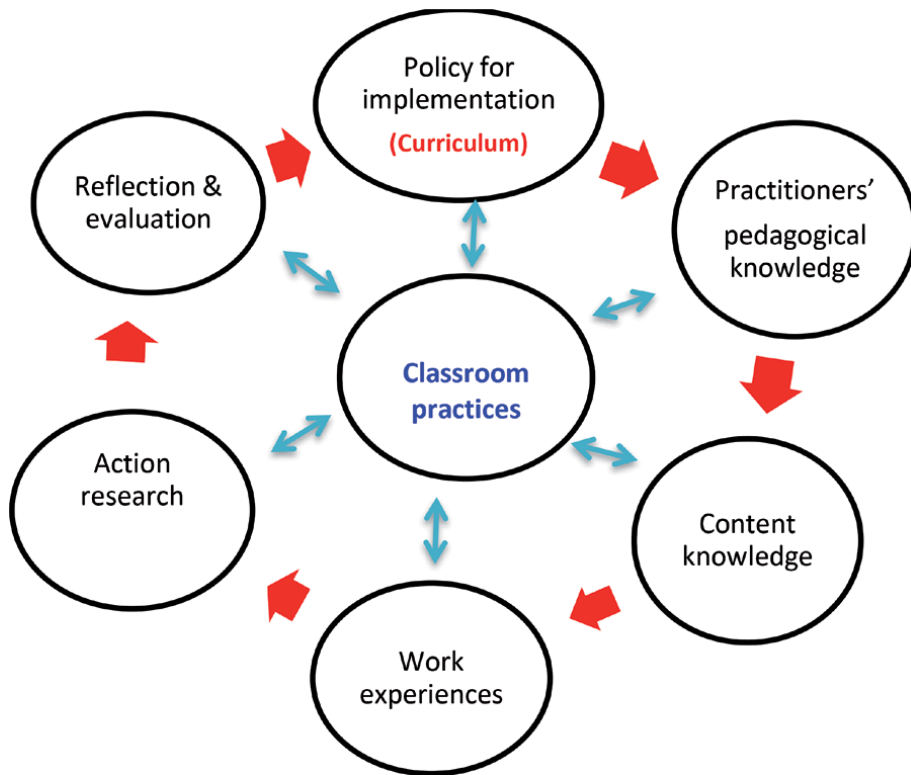 Policy for
implementation
(Curriculum)
Practitioners’
pedagogical
knowledge
Content
knowledge
Work
experiences
Action
research
Reflection &
evaluation
Classroom
practices